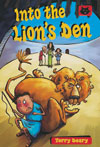 Into the
Lion's Den
Terry Deary